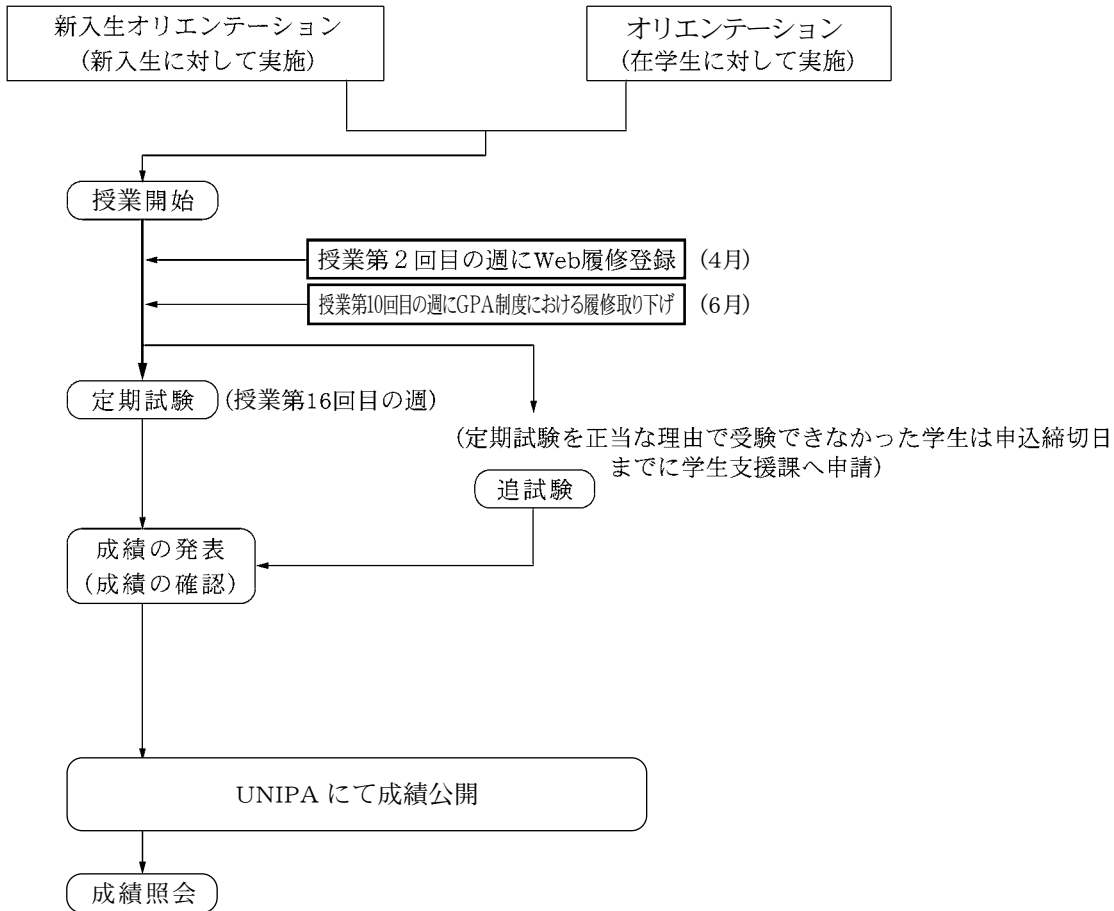 新入生オリエンテーション
(新入生に対して実施)
オリエンテーション
(在学生に対して実施)
授業開始
授業第2回目の週にWeb履修登録 (4月)
授業第10回目の週にGPA制度における履修取り下げ (6月)
定期試験 (授業第16回目の週)
(定期試験を正当な理由で受験できなかった学生は申込締切日
までに学生支援課へ申請)
追試験
成績の発表
(成績の確認)
UNIPA にて成績公開
成績照会